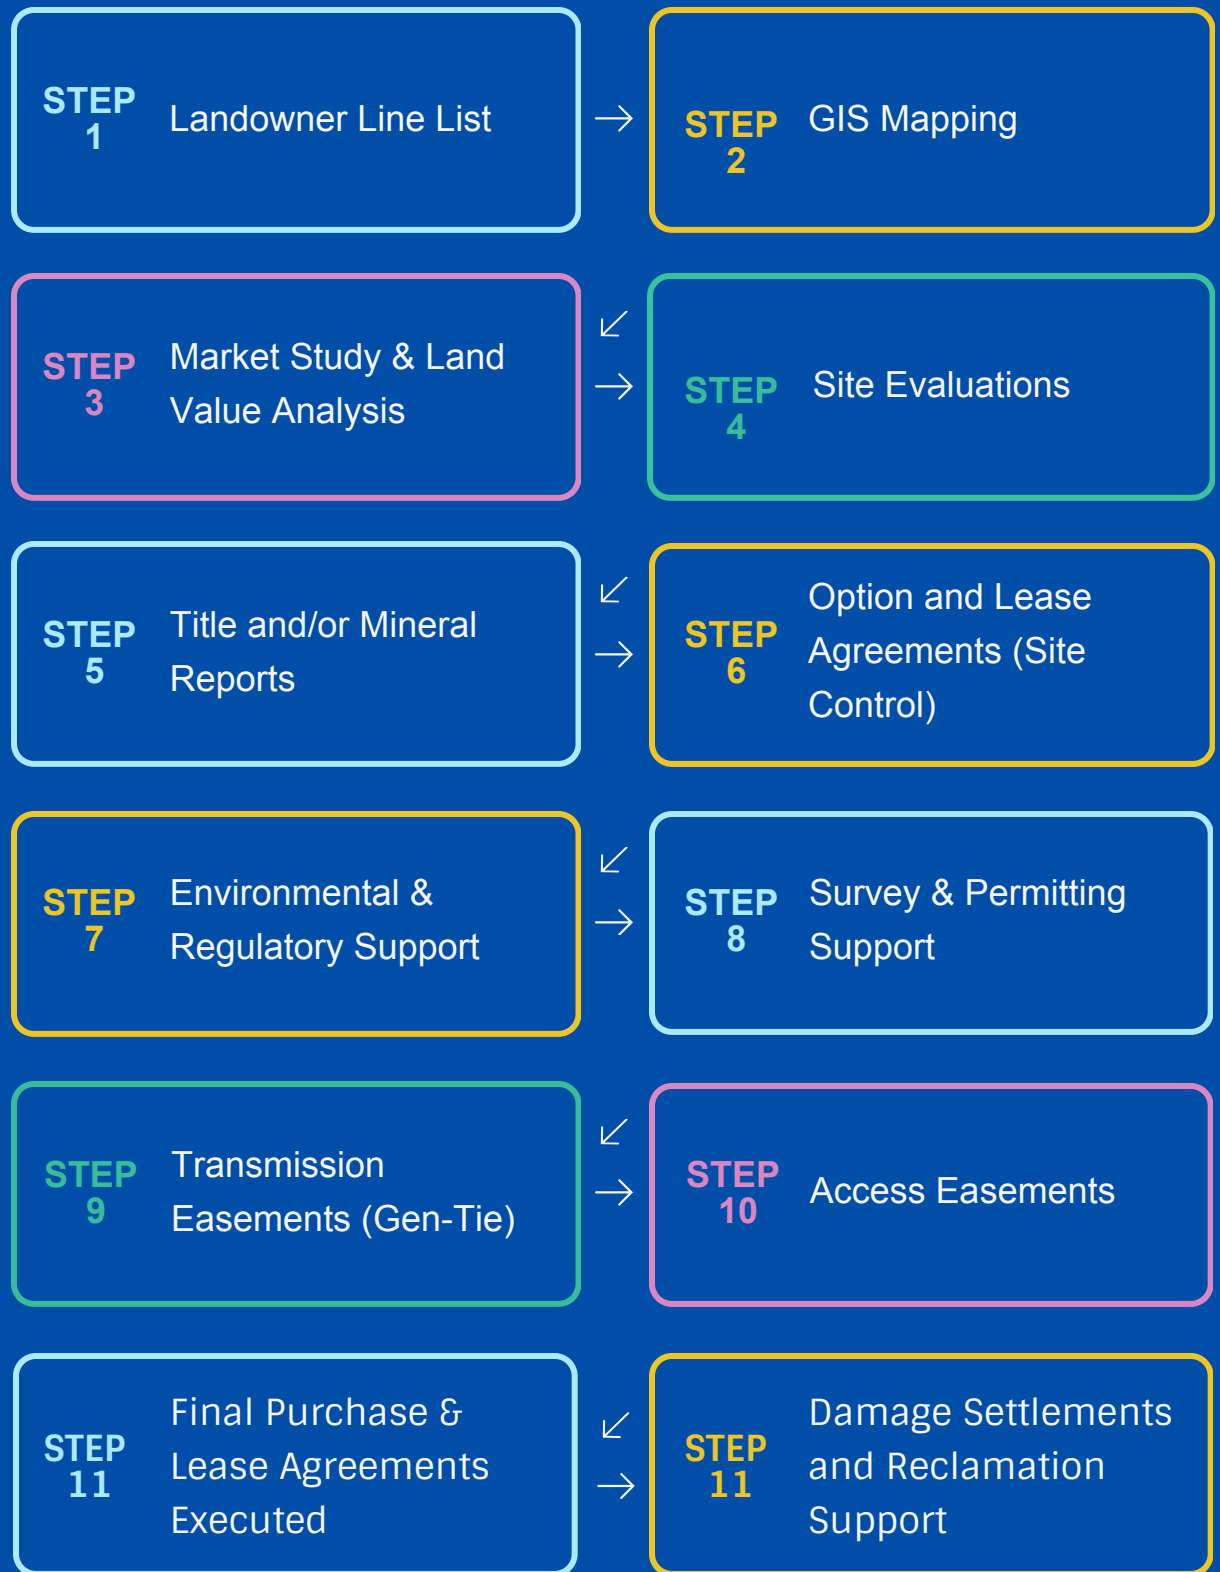 STEP
1
Landowner Line List
STEP
2
GIS Mapping
STEP
3
Market Study & Land
Value Analysis
STEP
4
Site Evaluations
STEP
5
Title and/or Mineral
Reports
STEP
6
Option and Lease
Agreements (Site
Control)
STEP
7
Environmental &
Regulatory Support
STEP
8
Survey & Permitting
Support
STEP
9
Transmission
Easements (Gen-Tie)
STEP
10
Access Easements
STEP
11
Final Purchase &
Lease Agreements
Executed
STEP
11
Damage Settlements
and Reclamation
Support